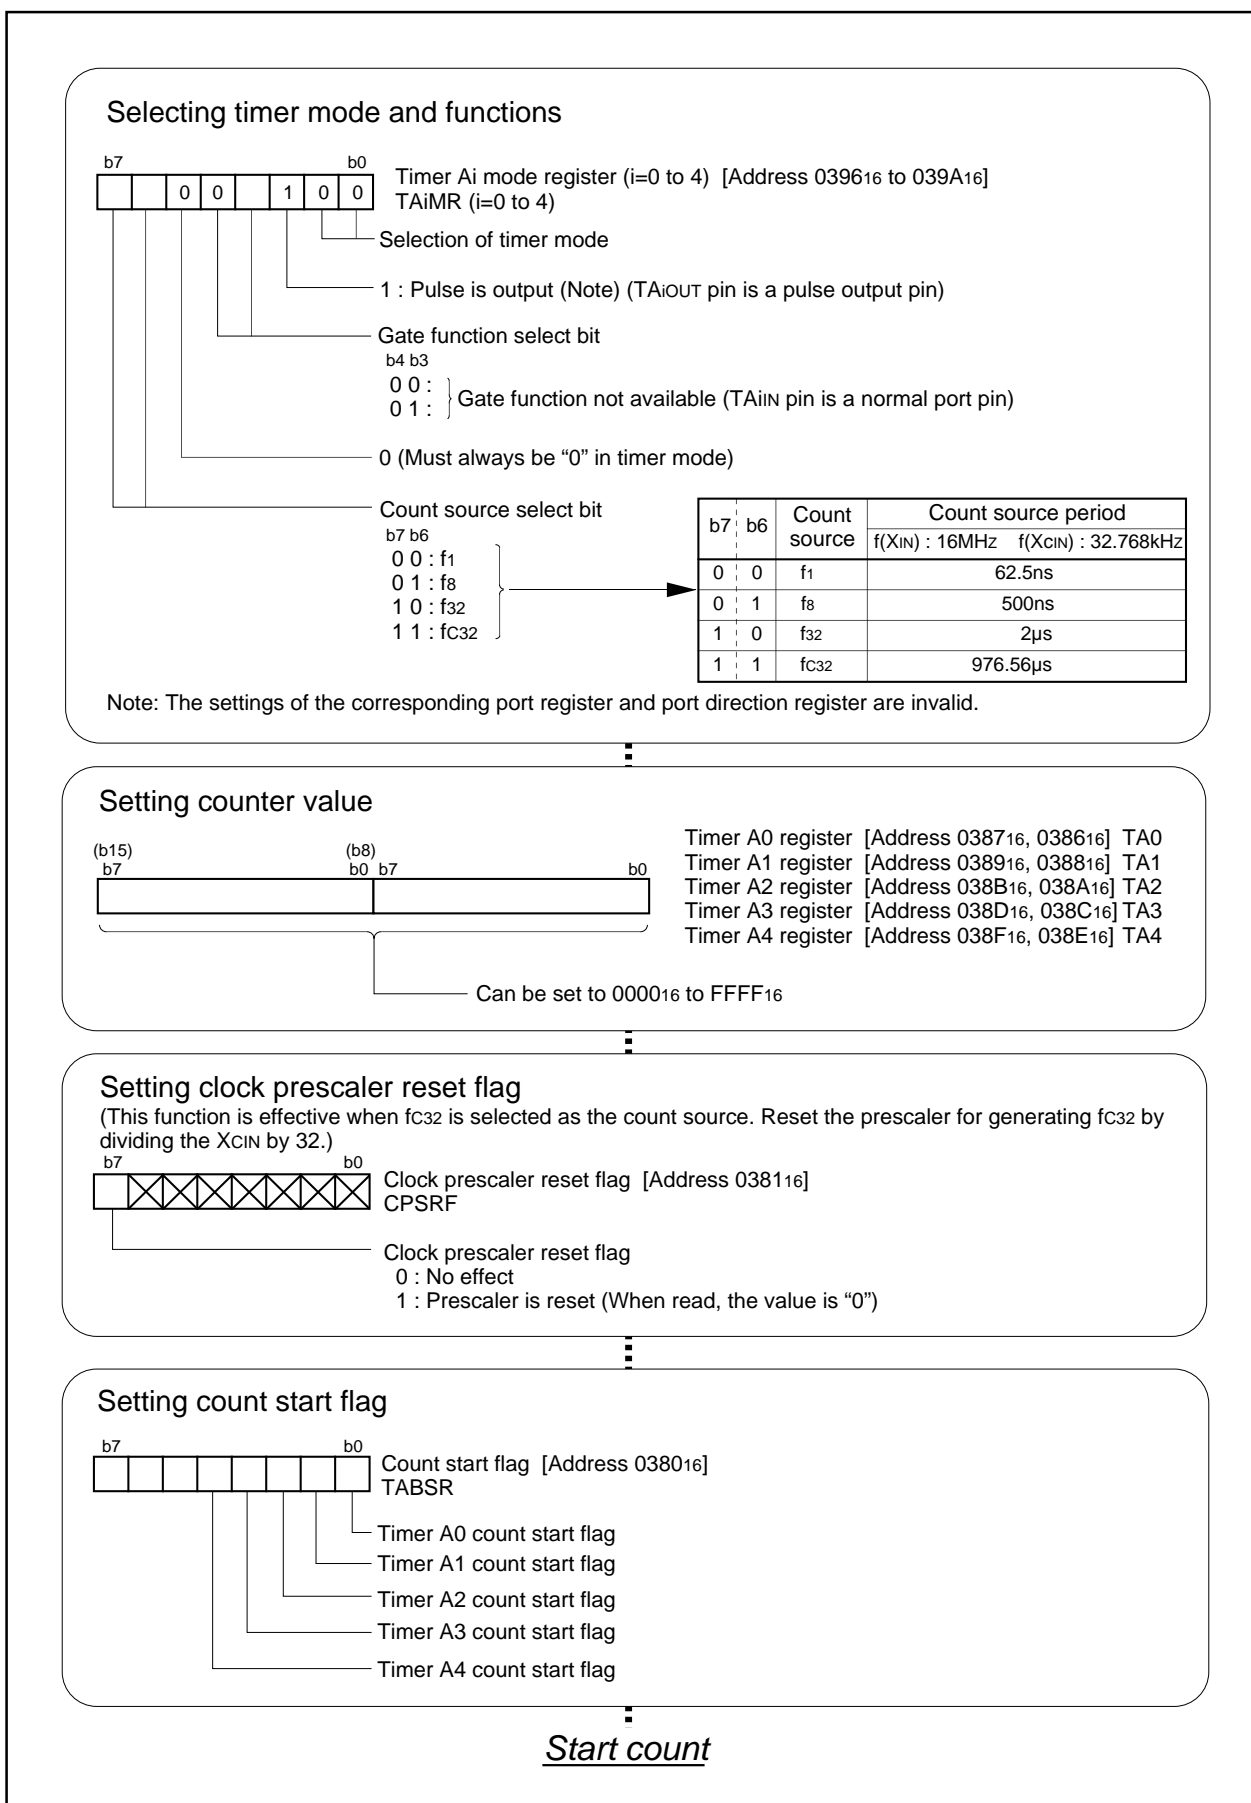 Selecting timer mode and functions
b7 b0
0 0 1 0 0
Timer Ai mode register (i=0 to 4) [Address 039616 to 039A16]
TAiMR (i=0 to 4)
Selection of timer mode
1 : Pulse is output (Note) (TAiOUT pin is a pulse output pin)
Gate function select bit
b4 b3
0 0 :
0 1 :
Gate function not available (TAiIN pin is a normal port pin)
0 (Must always be “0” in timer mode)
Count source select bit
b7 b6
0 0 : f1
0 1 : f8
1 0 : f32
1 1 : fC32
b7 b6 Count source Count source period
f(XIN) : 16MHZ f(XCIN) : 32.768kHZ
0 0 f1 62.5ns
0 1 f8 500ns
1 0 f32 2µs
1 1 fC32 976.56µs
Note: The settings of the corresponding port register and port direction register are invalid.
Setting counter value
(b15) (b8)
b7 b0 b7 b0
Timer A0 register [Address 038716, 038616] TA0
Timer A1 register [Address 038916, 038816] TA1
Timer A2 register [Address 038B16, 038A16] TA2
Timer A3 register [Address 038D16, 038C16] TA3
Timer A4 register [Address 038F16, 038E16] TA4
Can be set to 000016 to FFFF16
Setting clock prescaler reset flag
(This function is effective when fC32 is selected as the count source. Reset the prescaler for generating fC32 by
dividing the XCIN by 32.)
b7 b0
Clock prescaler reset flag [Address 038116]
CPSRF
Clock prescaler reset flag
0 : No effect
1 : Prescaler is reset (When read, the value is “0”)
Setting count start flag
b7 b0
Count start flag [Address 038016]
TABSR
Timer A0 count start flag
Timer A1 count start flag
Timer A2 count start flag
Timer A3 count start flag
Timer A4 count start flag
Start count